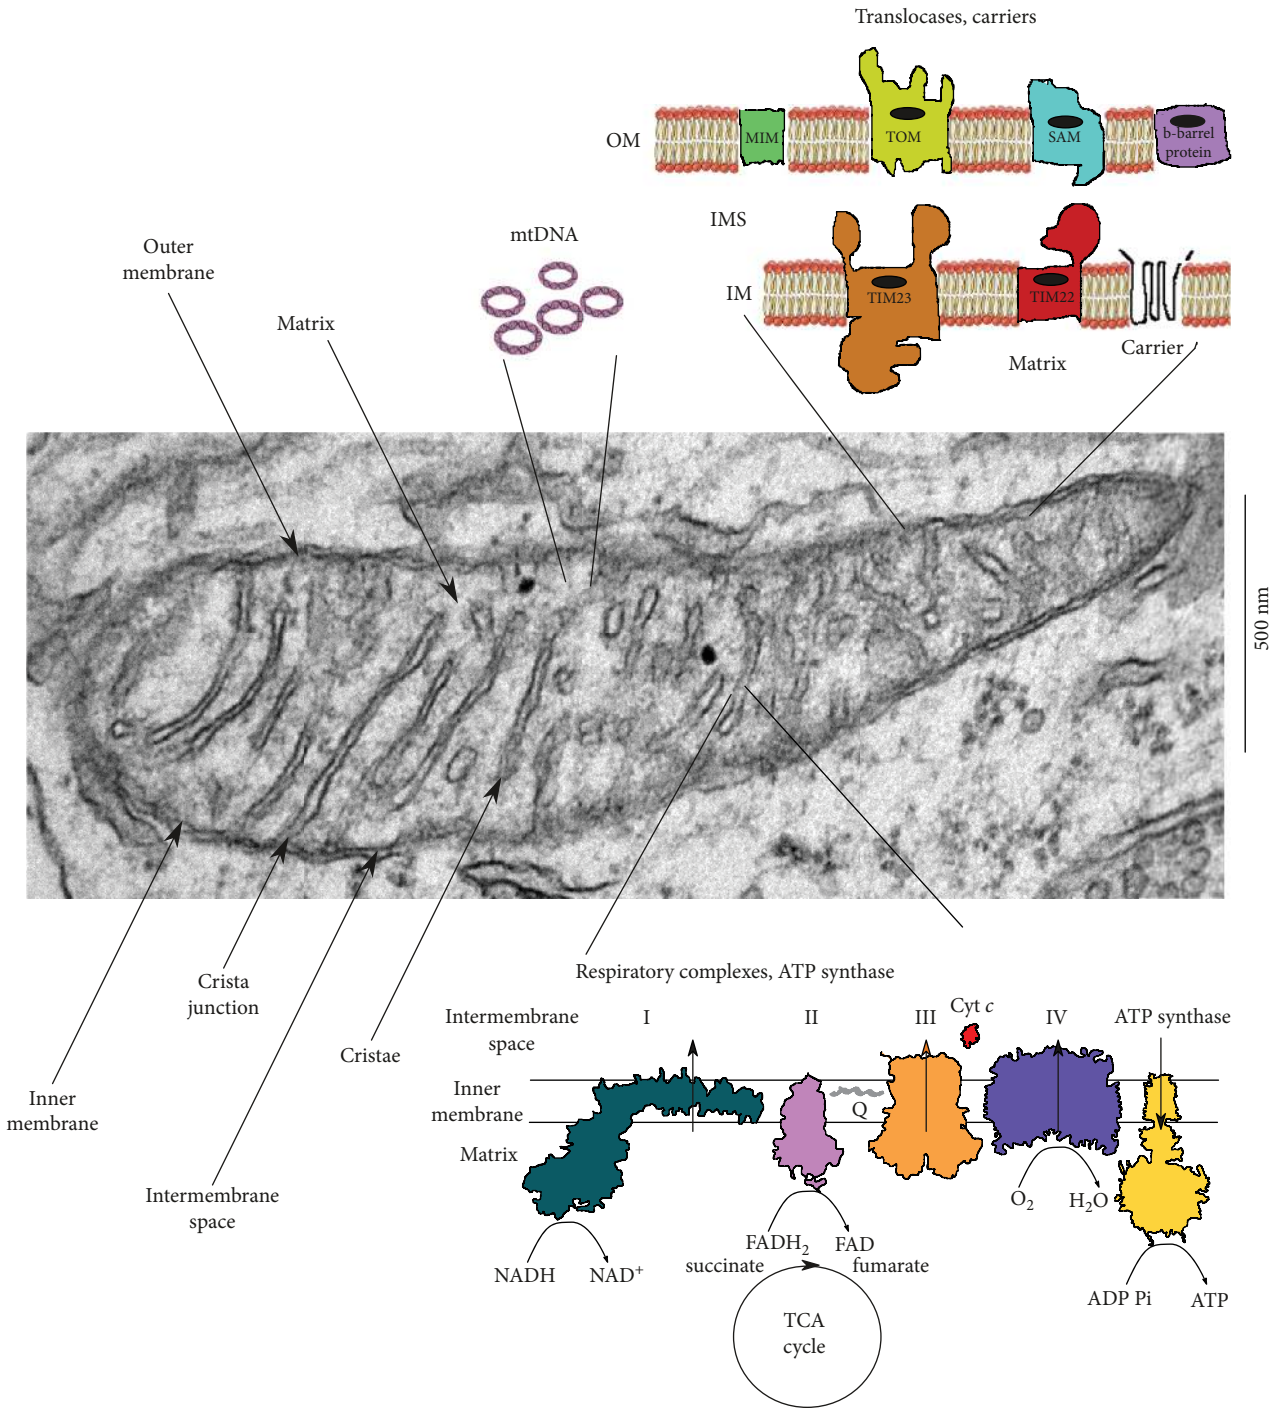 Translocases, carriers
OM
MIM
TOM
SAM
b-barrel
protein
IMS
IM
TIM23
TIM22
Matrix
Carrier
mtDNA
Outer
membrane
Matrix
500 nm
Crista
junction
Cristae
Inner
membrane
Intermembrane
space
Respiratory complexes, ATP synthase
Intermembrane
space
I
II
III
Cyt c
IV
ATP synthase
Inner
membrane
Q
Matrix
NADH
NAD+
FADH2
FAD
succinate
fumarate
TCA
cycle
O2
H2O
ADP Pi
ATP